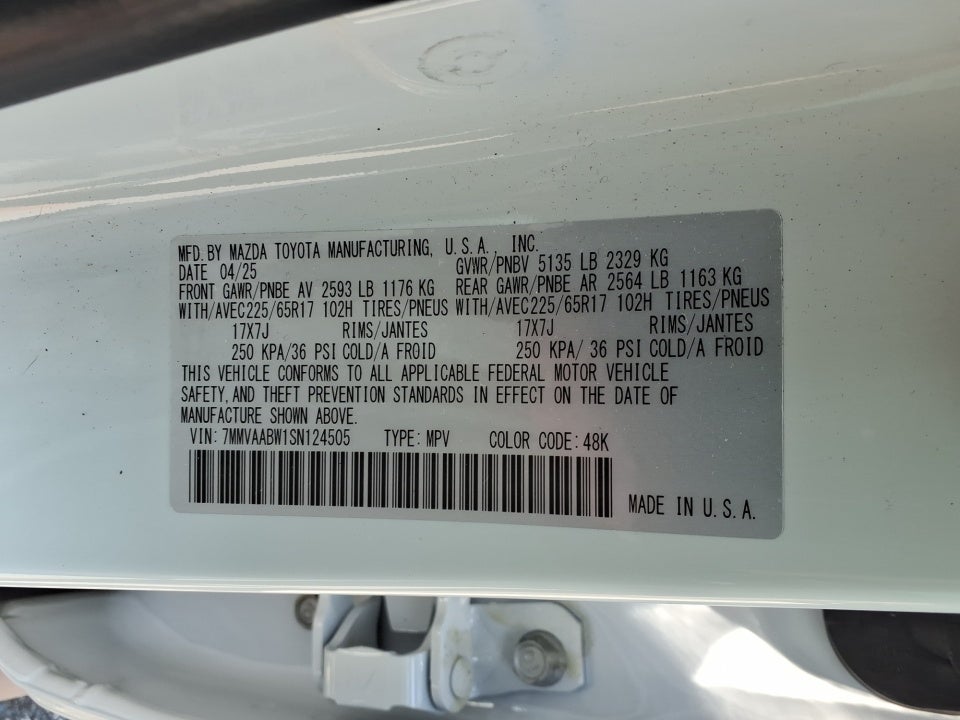 MFD. BY MAZDA TOYOTA MANUFACTURING, U.S.A., INC.
DATE 04/25 GVWR/PNBV 5135 LB 2329 KG
FRONT GAWR/PNBE AV 2593 LB 1176 KG REAR GAWR/PNBE AR 2564 LB 1163 KG
WITH/AVEC225/65R17 102H TIRES/PNEUS WITH/AVEC225/65R17 102H TIRES/PNEUS
17X7J RIMS/JANTES 17X7J RIMS/JANTES
250 KPA/36 PSI COLD/A FROID 250 KPA/ 36 PSI COLD/A FROID
THIS VEHICLE CONFORMS TO ALL APPLICABLE FEDERAL MOTOR VEHICLE
SAFETY, AND THEFT PREVENTION STANDARDS IN EFFECT ON THE DATE OF
MANUFACTURE SHOWN ABOVE.
VIN: 7MMVAABW1SN124505 TYPE: MPV COLOR CODE: 48K
MADE IN U.S.A.